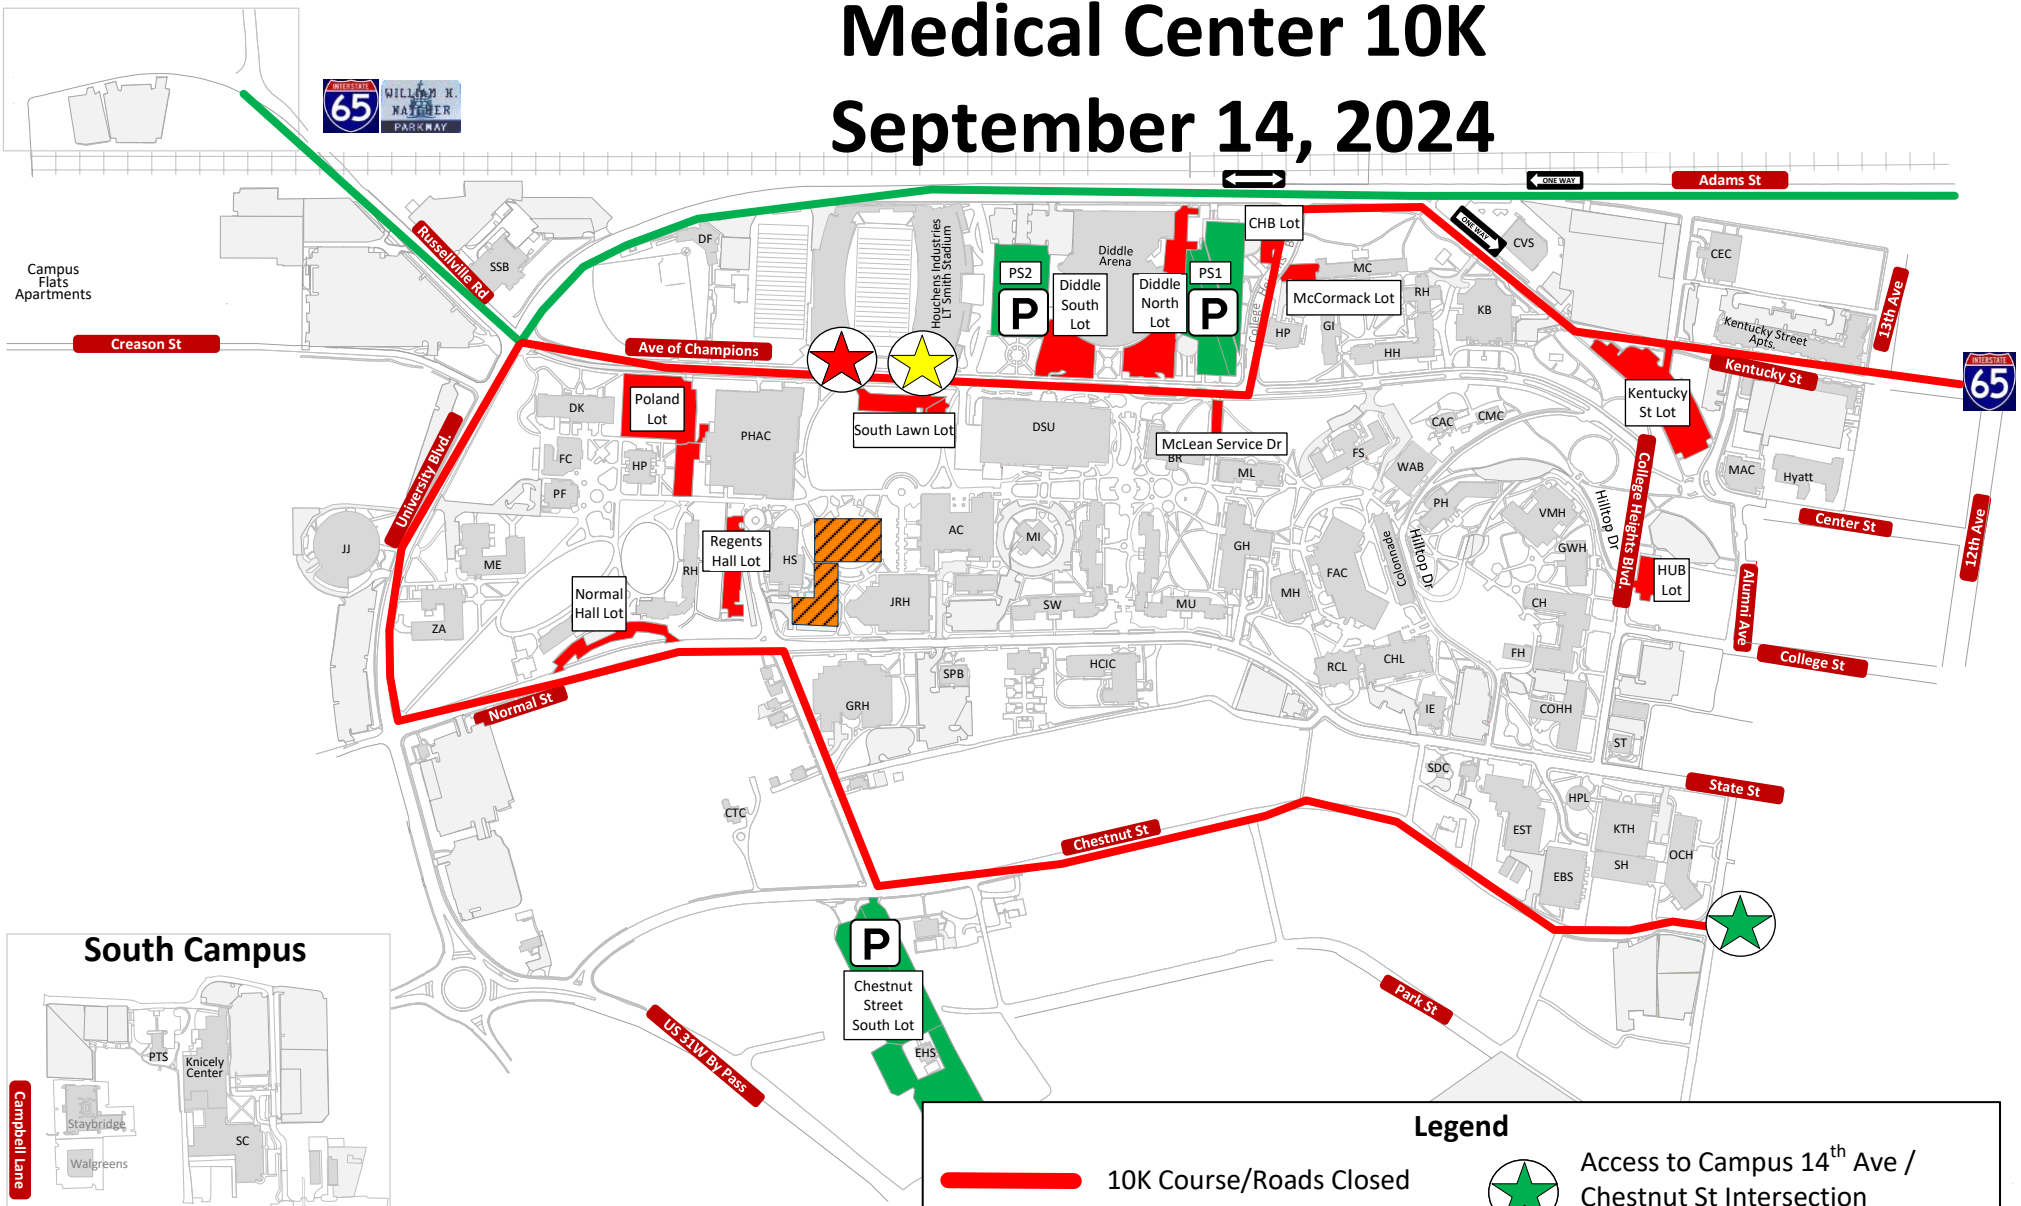 Medical Center 10K
September 14, 2024
INTERSTATE
65
WILLIAM H.
NATCHER
PARKWAY
ONE WAY
Adams St
Russellville Rd
SSB
DF
Houchens Industries
LT Smith Stadium
PS2
P
Diddle
Arena
Diddle
South
Lot
Diddle
North
Lot
PS1
P
CHB Lot
College Heights B
MC
McCormack Lot
RH
HP
GI
HH
ONE WAY
CVS
KB
CEC
Kentucky Street
Apts.
13th Ave
Campus
Flats
Apartments
Creason St
Ave of Champions
Kentucky St
INTERSTATE
65
Kentucky
St Lot
DK
Poland
Lot
PHAC
South Lawn Lot
DSU
McLean Service Dr
BR
ML
FS
CAC
CMC
WAB
University Blvd.
FC
HP
PF
PH
VMH
Hilltop Dr
College Heights Blvd.
MAC
Hyatt
Center St
12th Ave
JJ
ME
RH
Regents
Hall Lot
HS
AC
MI
GH
FAC
Colonnade
Hilltop Dr
GWH
HUB
Lot
Alumni Ave
Normal
Hall Lot
ZA
JRH
SW
MU
MH
CH
FH
College St
Normal St
GRH
SPB
HCIC
RCL
CHL
IE
COHH
ST
SDC
State St
CTC
Chestnut St
HPL
EST
KTH
SH
OCH
EBS
P
Chestnut
Street
South Lot
EHS
US 31W By Pass
Park St
South Campus
PTS
Knicely
Center
Campbell Lane
Staybridge
SC
Walgreens
Legend
10K Course/Roads Closed
Access to Campus 14th Ave /
Chestnut St Intersection